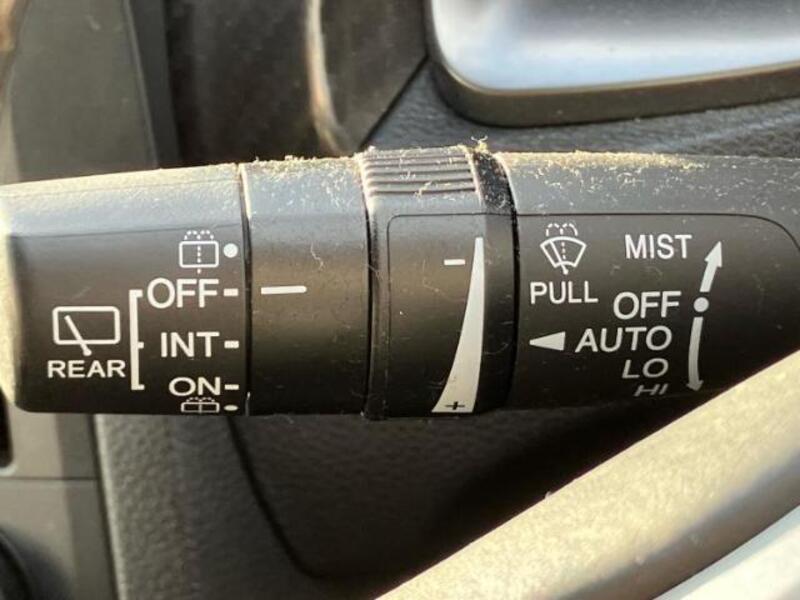 OFF
INT
REAR
ON
-
+
PULL
MIST
OFF
AUTO
LO
HI